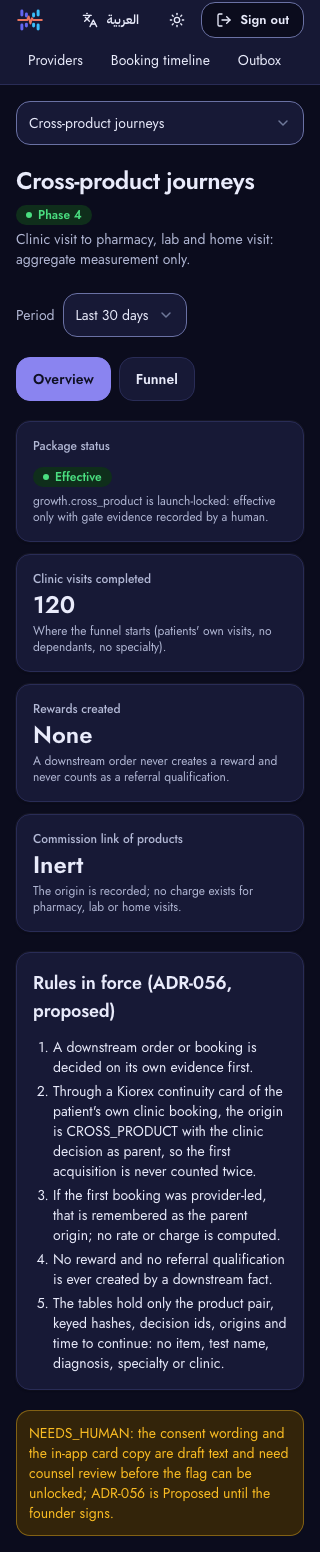 العربية
Sign out
Providers
Booking timeline
Outbox
Cross-product journeys
Cross-product journeys
Phase 4
Clinic visit to pharmacy, lab and home visit:
aggregate measurement only.
Period
Last 30 days
Overview
Funnel
Package status
Effective
growth.cross_product is launch-locked: effective
only with gate evidence recorded by a human.
Clinic visits completed
120
Where the funnel starts (patients' own visits, no
dependants, no specialty).
Rewards created
None
A downstream order never creates a reward and
never counts as a referral qualification.
Commission link of products
Inert
The origin is recorded; no charge exists for
pharmacy, lab or home visits.
Rules in force (ADR-056,
proposed)
1. A downstream order or booking is
decided on its own evidence first.
2. Through a Kiorex continuity card of the
patient's own clinic booking, the origin
is CROSS_PRODUCT with the clinic
decision as parent, so the first
acquisition is never counted twice.
3. If the first booking was provider-led,
that is remembered as the parent
origin; no rate or charge is computed.
4. No reward and no referral qualification
is ever created by a downstream fact.
5. The tables hold only the product pair,
keyed hashes, decision ids, origins and
time to continue: no item, test name,
diagnosis, specialty or clinic.
NEEDS_HUMAN: the consent wording and
the in-app card copy are draft text and need
counsel review before the flag can be
unlocked; ADR-056 is Proposed until the
founder signs.